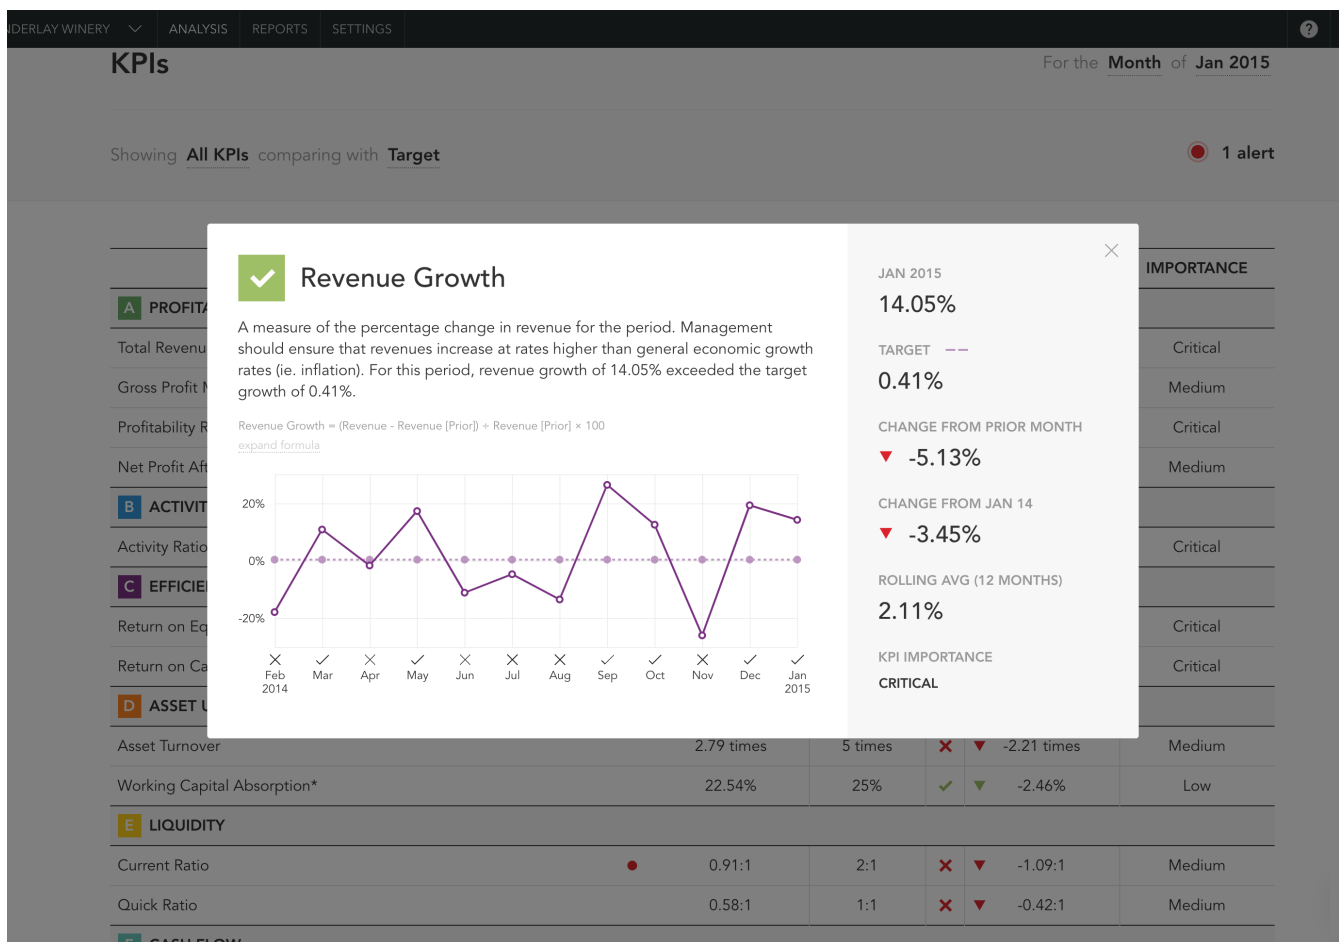 NDERLAY WINERY ANALYSIS REPORTS SETTINGS ?
KPIs
For the Month of Jan 2015
Showing All KPIs comparing with Target
1 alert
IMPORTANCE
A PROFITA
Total Revenu Critical
Gross Profit M Medium
Profitability R Critical
Net Profit Aft Medium
B ACTIVIT
Activity Ratio Critical
C EFFICIE
Return on Eq Critical
Return on Ca Critical
D ASSET U
Revenue Growth
A measure of the percentage change in revenue for the period. Management
should ensure that revenues increase at rates higher than general economic growth
rates (ie. inflation). For this period, revenue growth of 14.05% exceeded the target
growth of 0.41%.
Revenue Growth = (Revenue - Revenue [Prior]) ÷ Revenue [Prior] × 100
expand formula
20%
0%
-20%
Feb Mar Apr May Jun Jul Aug Sep Oct Nov Dec Jan
2014 2015
JAN 2015
14.05%
TARGET
0.41%
CHANGE FROM PRIOR MONTH
-5.13%
CHANGE FROM JAN 14
-3.45%
ROLLING AVG (12 MONTHS)
2.11%
KPI IMPORTANCE
CRITICAL
Asset Turnover 2.79 times 5 times -2.21 times Medium
Working Capital Absorption* 22.54% 25% -2.46% Low
E LIQUIDITY
Current Ratio 0.91:1 2:1 -1.09:1 Medium
Quick Ratio 0.58:1 1:1 -0.42:1 Medium
CASH FLOW